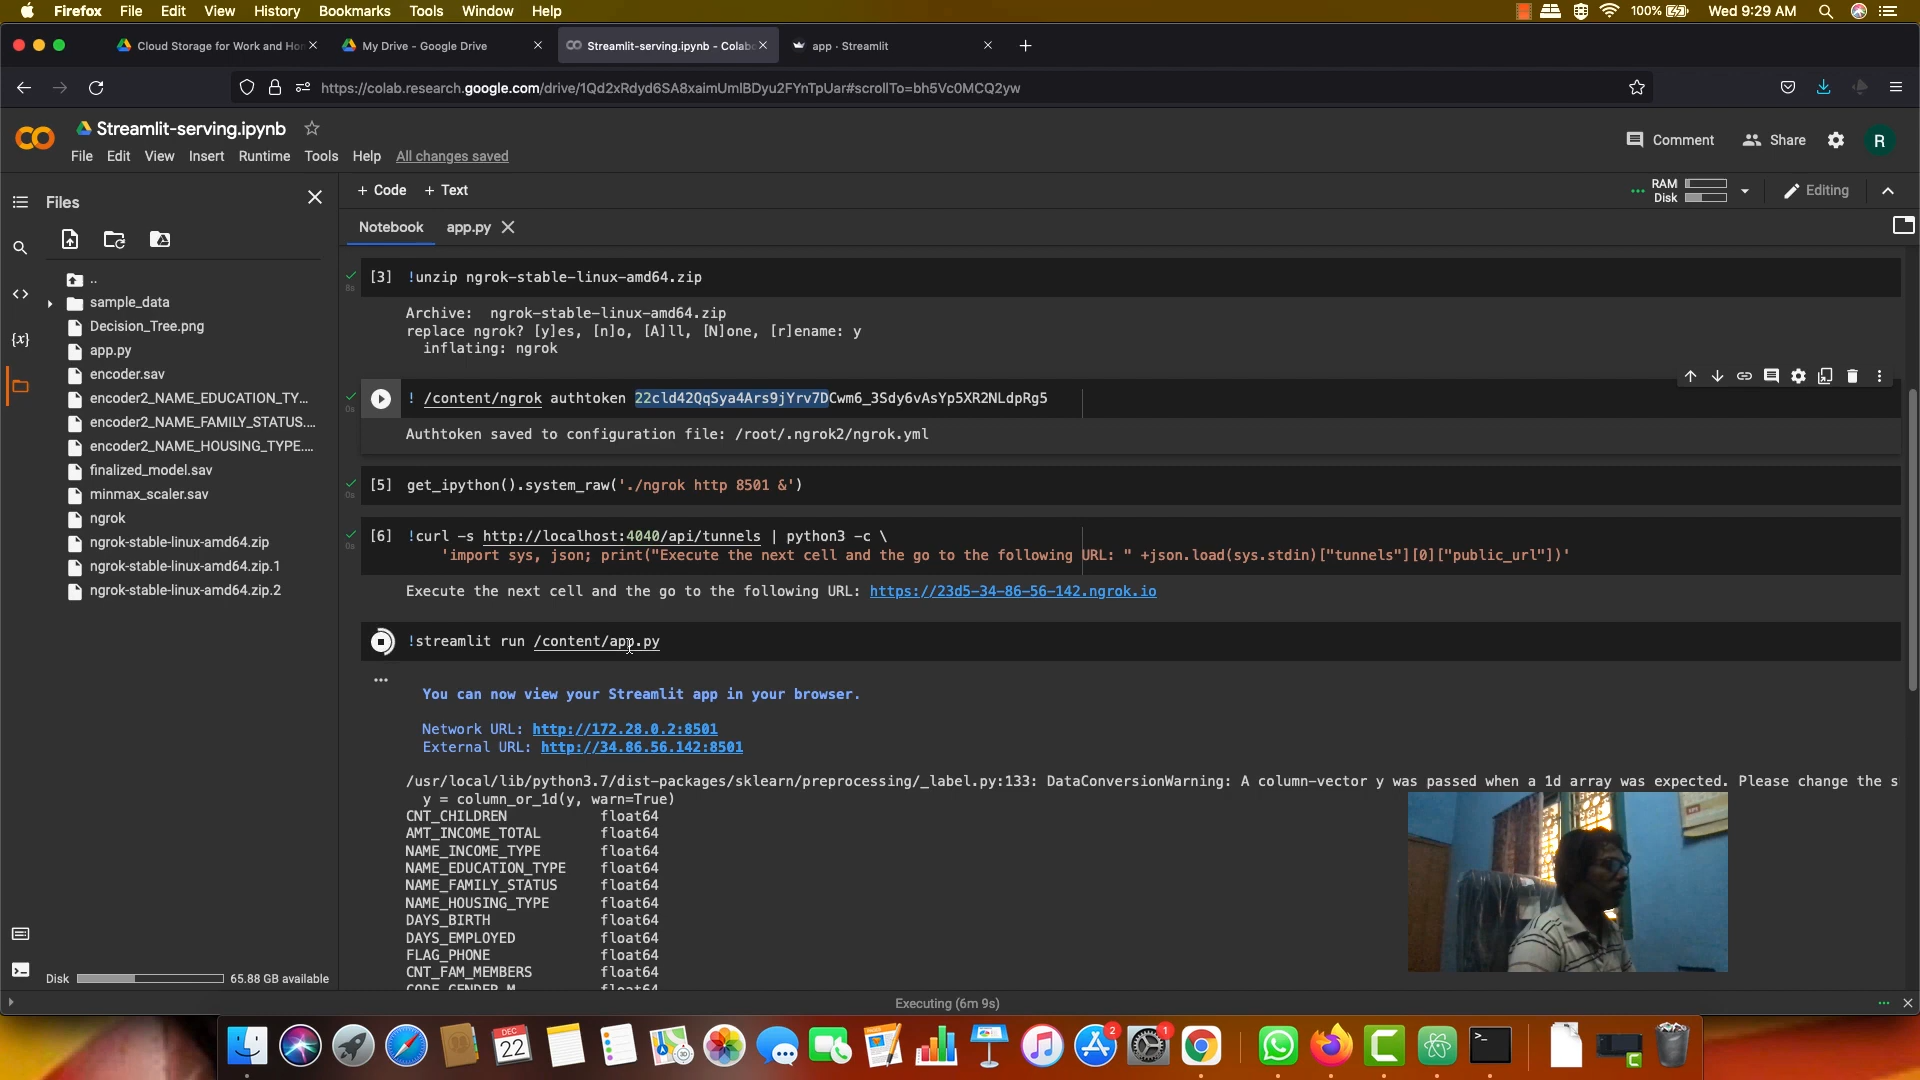 Firefox File Edit View History Bookmarks Tools Window Help 100% Wed 9:29 AM
Cloud Storage for Work and Hor
My Drive - Google Drive
Streamlit-serving.ipynb - Colabo
app · Streamlit
https://colab.research.google.com/drive/1Qd2xRdyd6SA8xaimUmIBDyu2FYnTpUar#scrollTo=bh5Vc0MCQ2yw
Streamlit-serving.ipynb
File Edit View Insert Runtime Tools Help All changes saved
Comment Share R
Files
+ Code + Text
RAM
Disk
Editing
Notebook app.py
..
sample_data
Decision_Tree.png
app.py
encoder.sav
encoder2_NAME_EDUCATION_TY...
encoder2_NAME_FAMILY_STATUS....
encoder2_NAME_HOUSING_TYPE....
finalized_model.sav
minmax_scaler.sav
ngrok
ngrok-stable-linux-amd64.zip
ngrok-stable-linux-amd64.zip.1
ngrok-stable-linux-amd64.zip.2
Disk 65.88 GB available
8s
[3] !unzip ngrok-stable-linux-amd64.zip
Archive: ngrok-stable-linux-amd64.zip
replace ngrok? [y]es, [n]o, [A]ll, [N]one, [r]ename: y
inflating: ngrok
0s
! /content/ngrok authtoken 22cld42QqSya4Ars9jYrv7DCwm6_3Sdy6vAsYp5XR2NLdpRg5
Authtoken saved to configuration file: /root/.ngrok2/ngrok.yml
0s
[5] get_ipython().system_raw('./ngrok http 8501 &')
0s
[6] !curl -s http://localhost:4040/api/tunnels | python3 -c \
'import sys, json; print("Execute the next cell and the go to the following URL: " +json.load(sys.stdin)["tunnels"][0]["public_url"])'
Execute the next cell and the go to the following URL: https://23d5-34-86-56-142.ngrok.io
!streamlit run /content/app.py
You can now view your Streamlit app in your browser.
Network URL: http://172.28.0.2:8501
External URL: http://34.86.56.142:8501
/usr/local/lib/python3.7/dist-packages/sklearn/preprocessing/_label.py:133: DataConversionWarning: A column-vector y was passed when a 1d array was expected. Please change the s
y = column_or_1d(y, warn=True)
CNT_CHILDREN float64
AMT_INCOME_TOTAL float64
NAME_INCOME_TYPE float64
NAME_EDUCATION_TYPE float64
NAME_FAMILY_STATUS float64
NAME_HOUSING_TYPE float64
DAYS_BIRTH float64
DAYS_EMPLOYED float64
FLAG_PHONE float64
CNT_FAM_MEMBERS float64
CODE_GENDER_M float64
Executing (6m 9s)
DEC
22
2
1